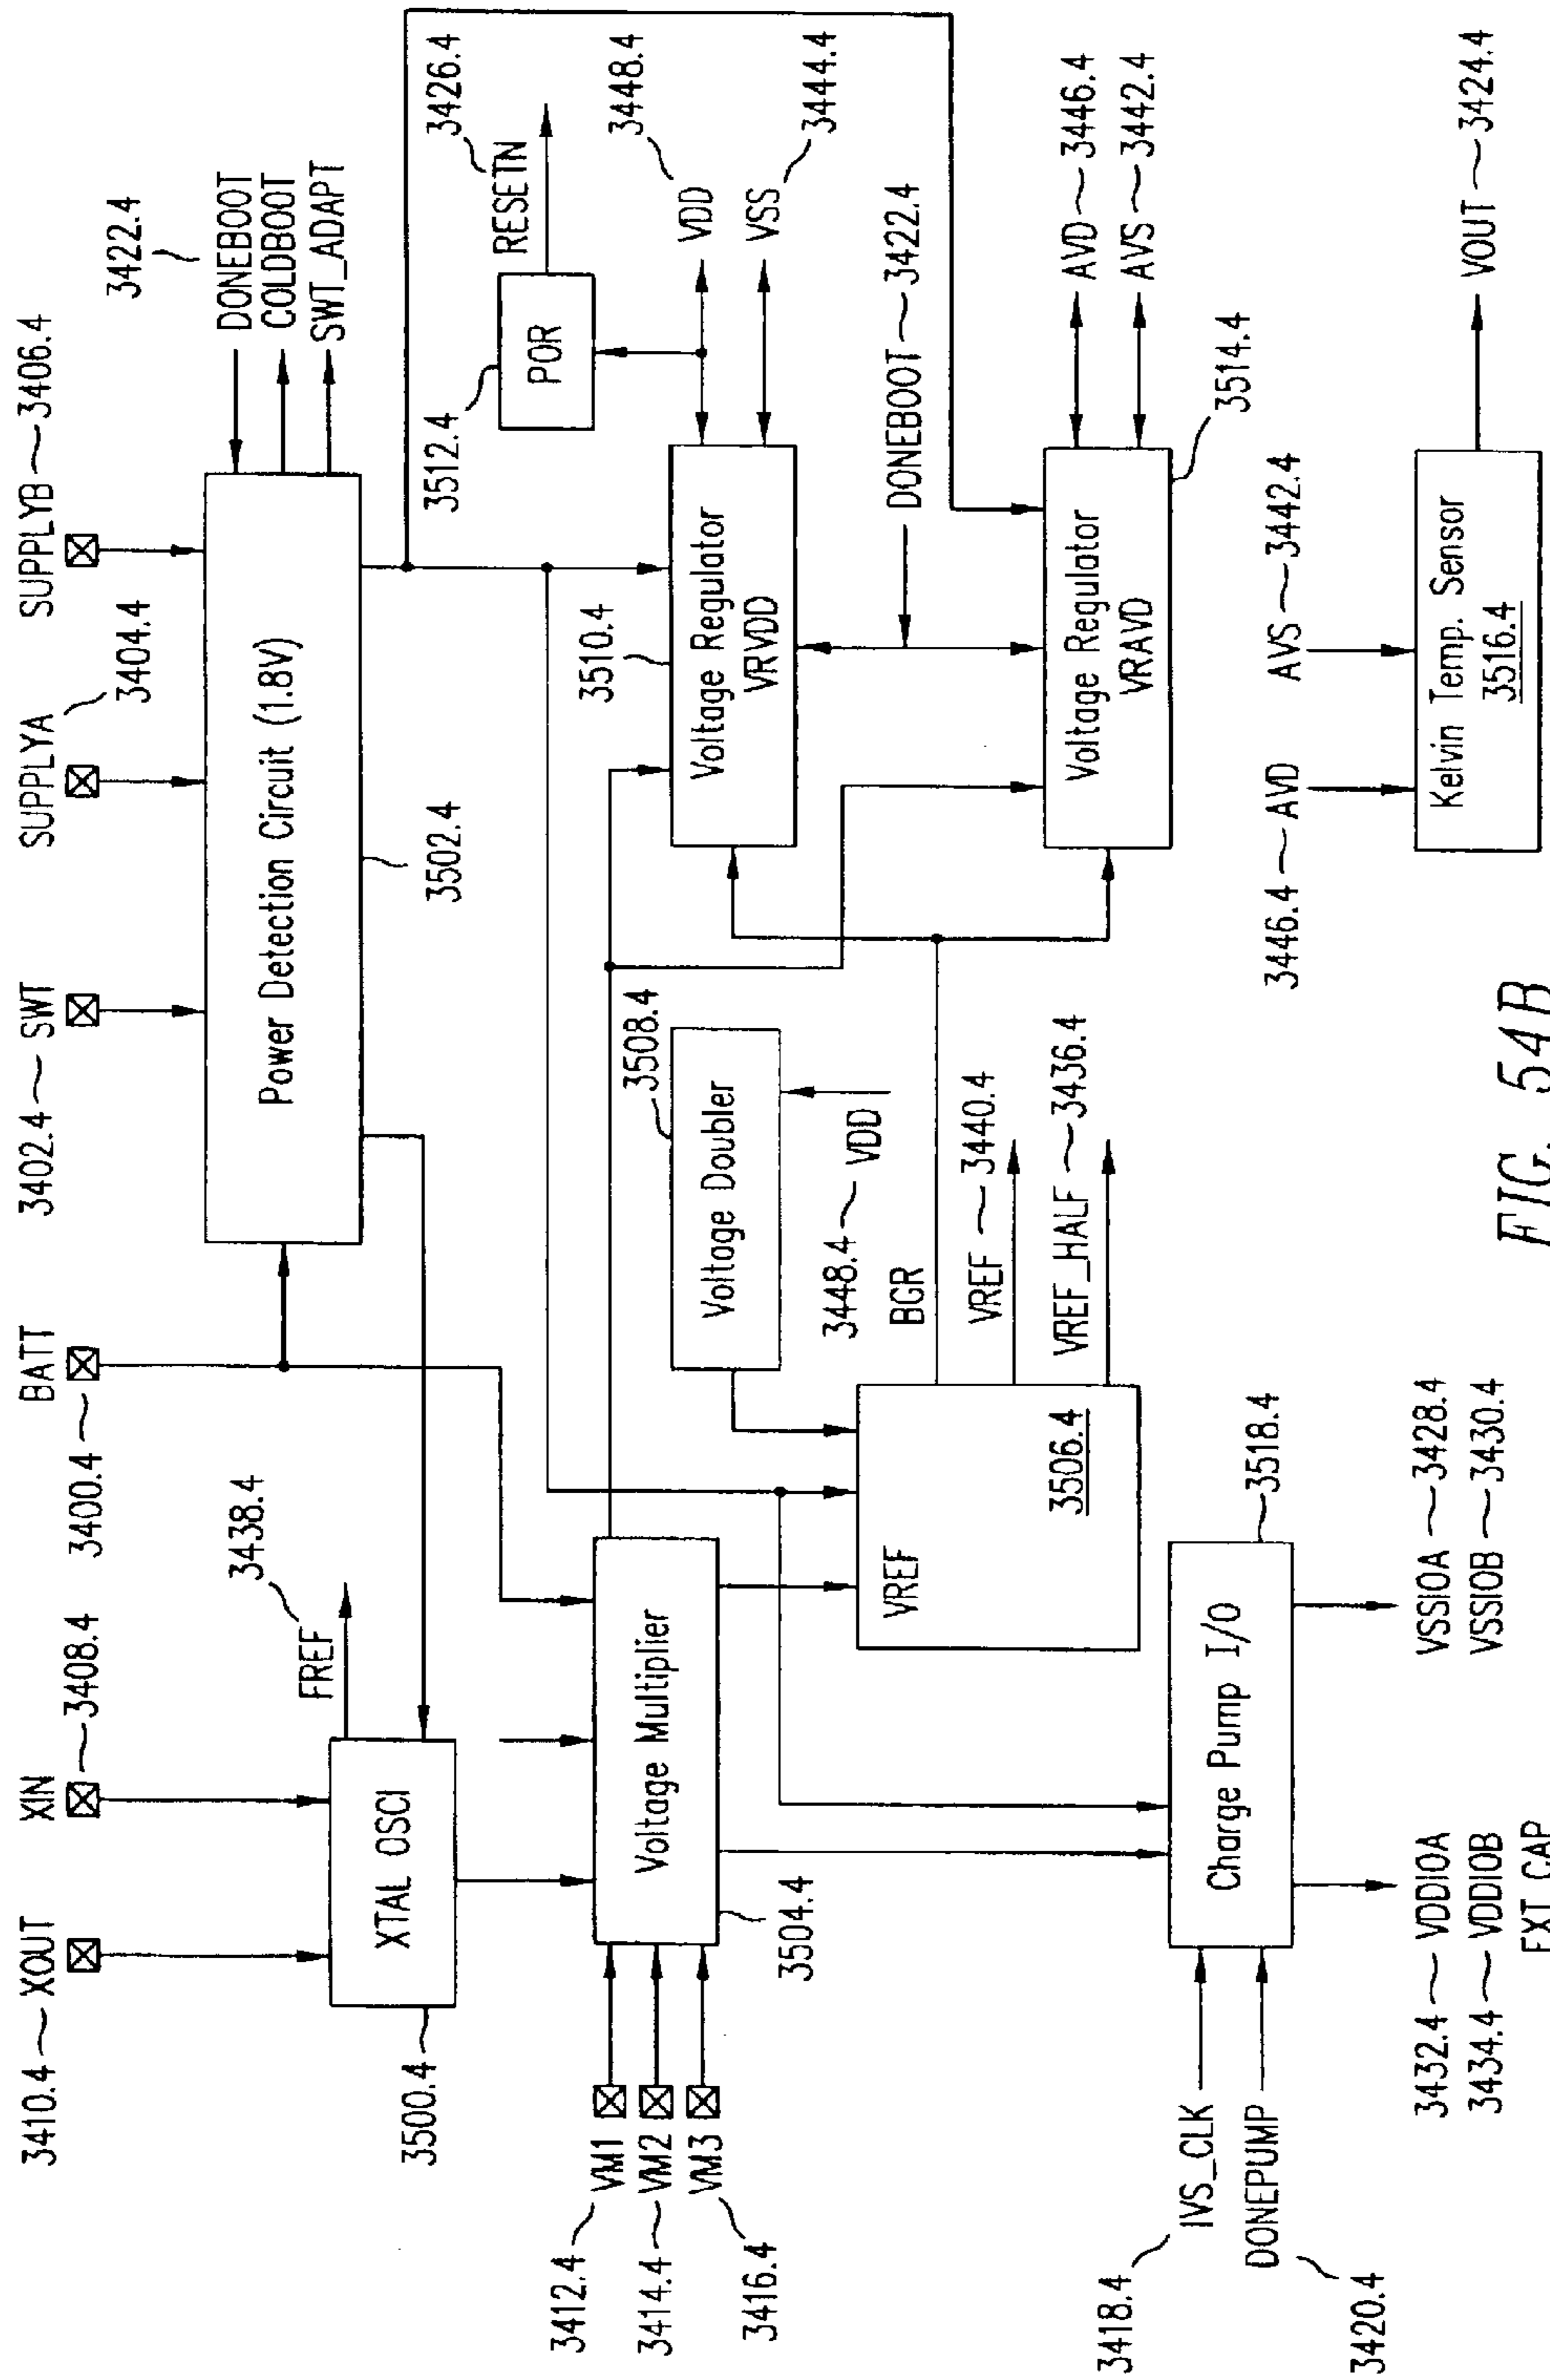 3410.4 XOUT
XIN 3408.4
3400.4 BATT
3402.4 SWT
SUPPLYA
3404.4
SUPPLYB 3406.4
3422.4
DONEBOOT
COLDBOOT
SWT_ADAPT
Power Detection Circuit (1.8V)
3502.4
FREF
3438.4
XTAL OSCI
3500.4
3512.4
POR
RESETN
3426.4
3412.4 VM1
3414.4 VM2
VM3
3416.4
Voltage Multiplier
3504.4
3508.4
Voltage Doubler
3448.4 VDD
3510.4
Voltage Regulator
VRVDD
VDD
3448.4
VSS
3444.4
DONEBOOT 3422.4
VREF
3506.4
BGR
VREF 3440.4
VREF_HALF 3436.4
Voltage Regulator
VRAVD
3514.4
AVD 3446.4
AVS 3442.4
3418.4
IVS_CLK
DONEPUMP
3420.4
Charge Pump I/O
3518.4
3432.4 VDDIOA
3434.4 VDDIOB
EXT_CAP
VSSIOA 3428.4
VSSIOB 3430.4
3446.4 AVD
AVS 3442.4
Kelvin Temp. Sensor
3516.4
VOUT 3424.4
FIG. 54B